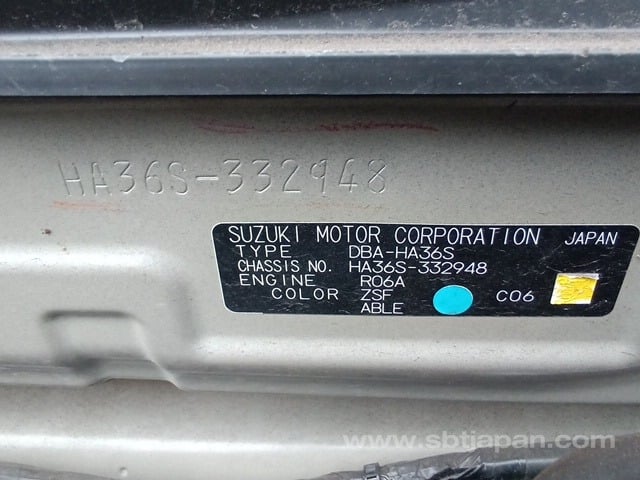 HA36S-332948
SUZUKI MOTOR CORPORATION JAPAN
TYPE DBA-HA36S
CHASSIS NO. HA36S-332948
ENGINE R06A
COLOR ZSF C06
ABLE
www.sbtjapan.com